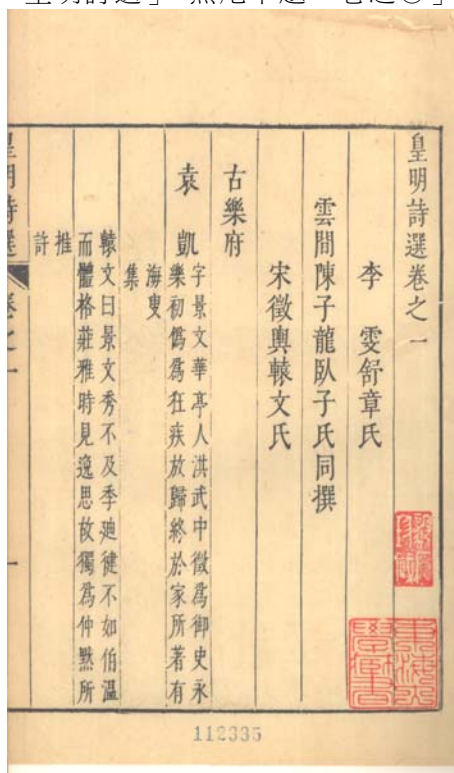 皇明詩選卷之一
李　雯舒章氏
雲間陳子龍臥子氏同撰
宋徵輿轅文氏
古樂府
袁　凱
字景文華亭人洪武中徵為御史永
樂初僞為狂疾放歸終於家所著有
海叟
集
轅文曰景文秀不及季廸健不如伯溫
而體格莊雅時見逸思故獨為仲默所
推
許
皇明詩選
卷之一
一
112335